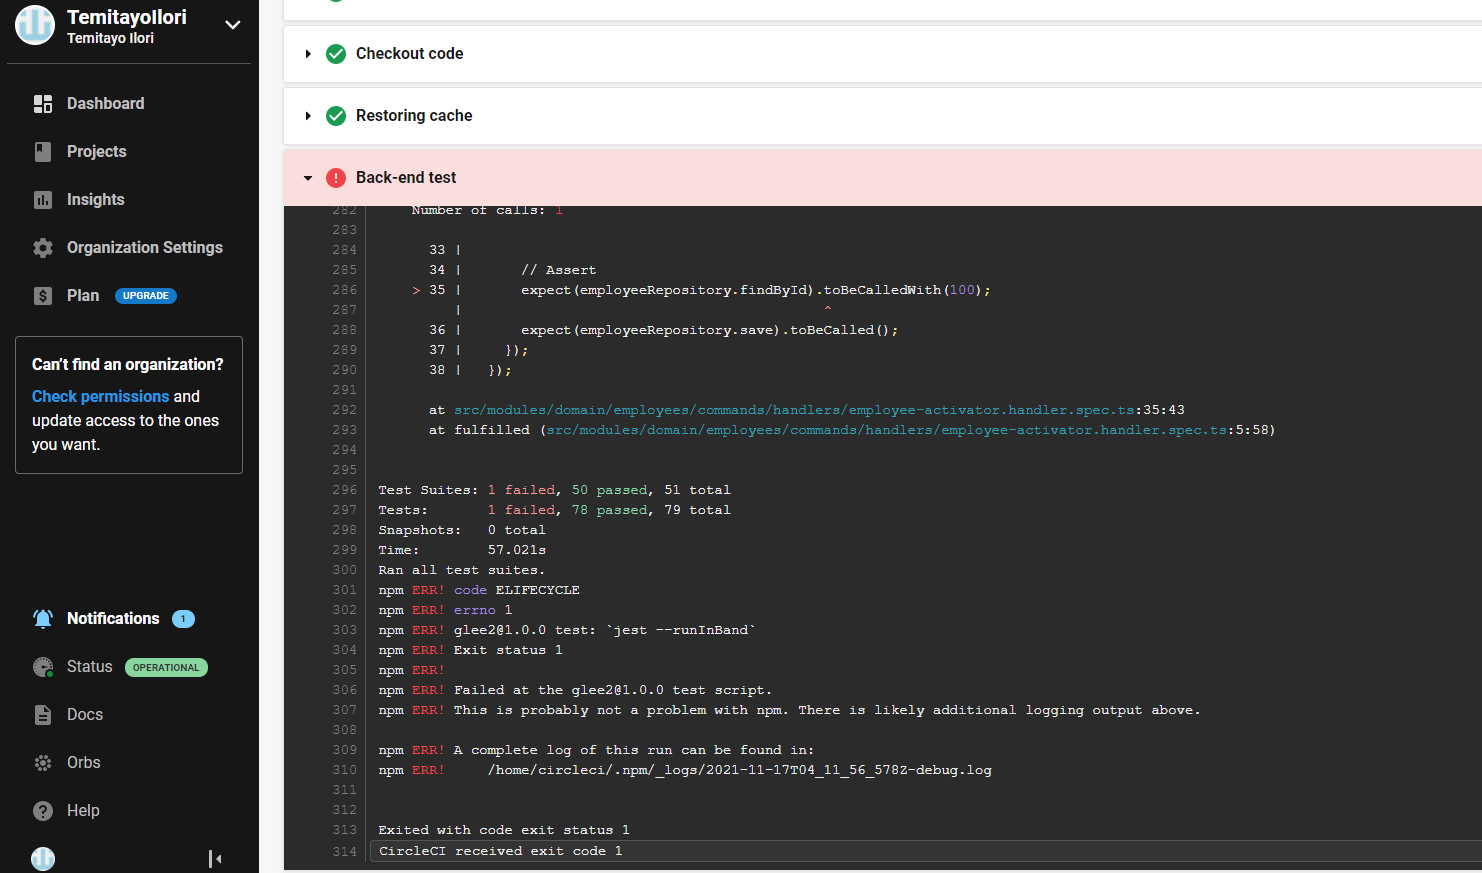 TemitayoIlori
Temitayo Ilori
Dashboard
Projects
Insights
Organization Settings
Plan UPGRADE
Can't find an organization?
Check permissions and
update access to the ones
you want.
Notifications 1
Status OPERATIONAL
Docs
Orbs
Help
Checkout code
Restoring cache
Back-end test
282 Number of calls: 1
283
284 33 |
285 34 | // Assert
286 > 35 | expect(employeeRepository.findById).toBeCalledWith(100);
287 | ^
288 36 | expect(employeeRepository.save).toBeCalled();
289 37 | });
290 38 | });
291
292 at src/modules/domain/employees/commands/handlers/employee-activator.handler.spec.ts:35:43
293 at fulfilled (src/modules/domain/employees/commands/handlers/employee-activator.handler.spec.ts:5:58)
294
295
296 Test Suites: 1 failed, 50 passed, 51 total
297 Tests: 1 failed, 78 passed, 79 total
298 Snapshots: 0 total
299 Time: 57.021s
300 Ran all test suites.
301 npm ERR! code ELIFECYCLE
302 npm ERR! errno 1
303 npm ERR! glee2@1.0.0 test: `jest --runInBand`
304 npm ERR! Exit status 1
305 npm ERR!
306 npm ERR! Failed at the glee2@1.0.0 test script.
307 npm ERR! This is probably not a problem with npm. There is likely additional logging output above.
308
309 npm ERR! A complete log of this run can be found in:
310 npm ERR! /home/circleci/.npm/_logs/2021-11-17T04_11_56_578Z-debug.log
311
312
313 Exited with code exit status 1
314 CircleCI received exit code 1